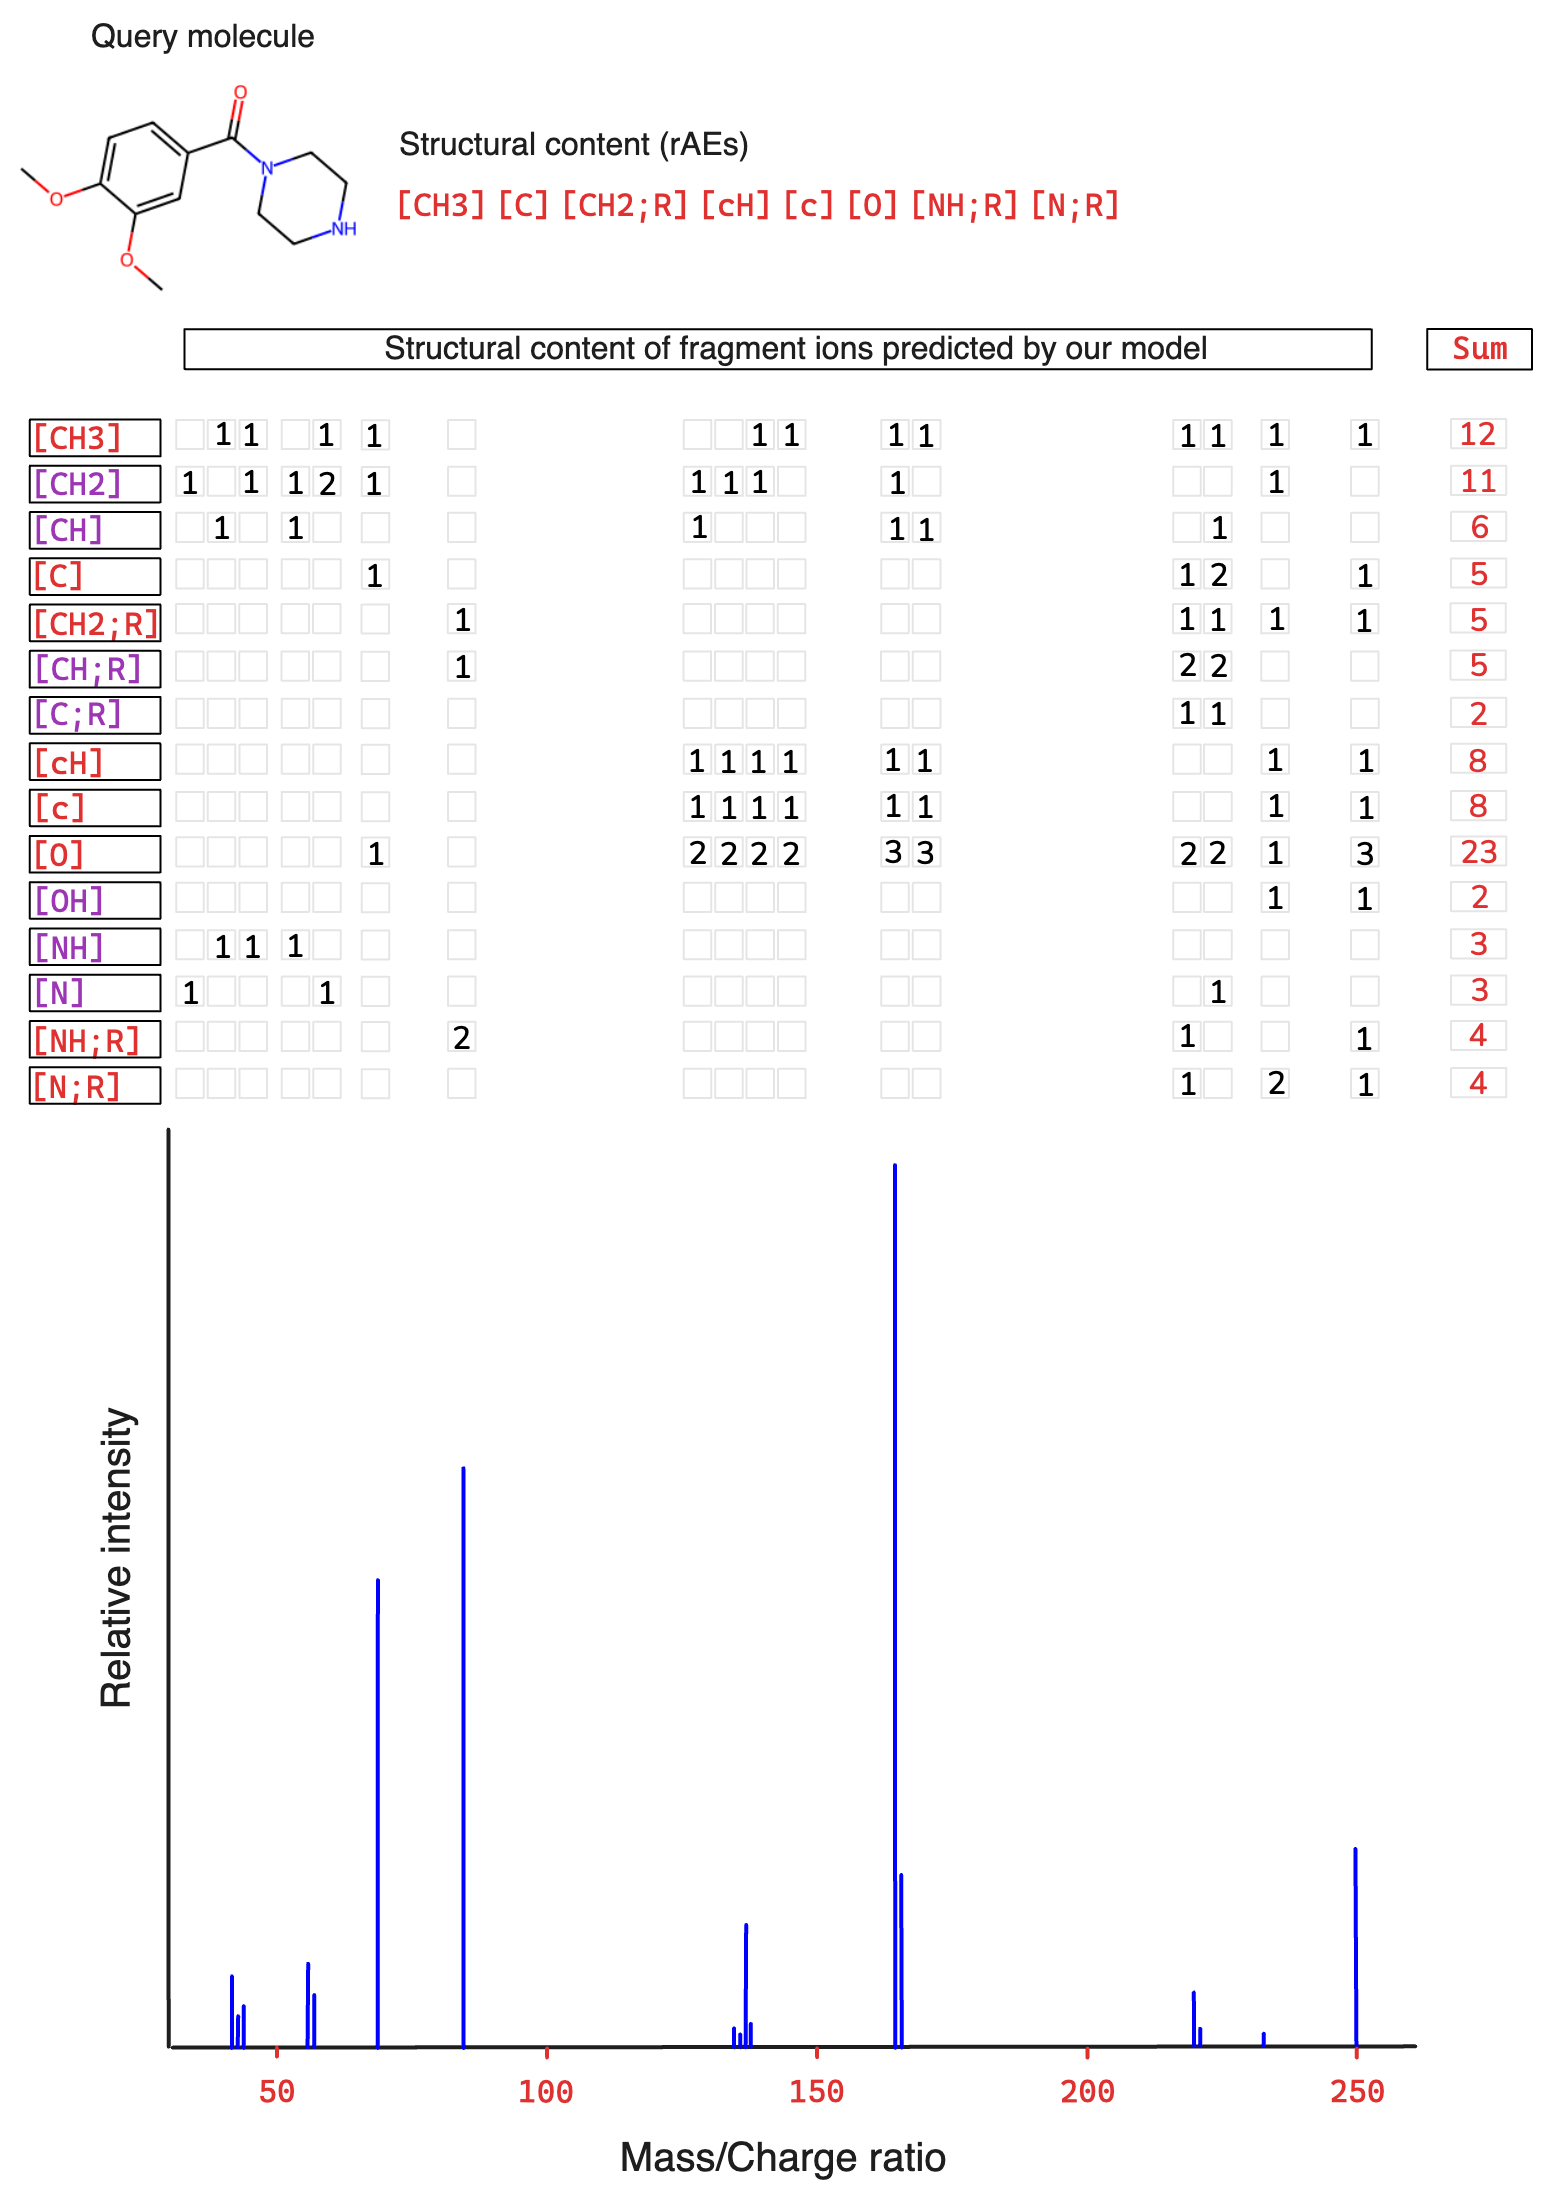 Query molecule
O
N
NH
O
O
Structural content (rAEs)
[CH3] [C] [CH2;R] [cH] [c] [O] [NH;R] [N;R]
Structural content of fragment ions predicted by our model Sum
[CH3] 1 1 1 1 1 1 1 1 1 1 1 1 12
[CH2] 1 1 1 2 1 1 1 1 1 1 11
[CH] 1 1 1 1 1 1 6
[C] 1 1 2 1 5
[CH2;R] 1 1 1 1 1 5
[CH;R] 1 2 2 5
[C;R] 1 1 2
[cH] 1 1 1 1 1 1 1 1 8
[c] 1 1 1 1 1 1 1 1 8
[O] 1 2 2 2 2 3 3 2 2 1 3 23
[OH] 1 1 2
[NH] 1 1 1 3
[N] 1 1 1 3
[NH;R] 2 1 1 4
[N;R] 1 2 1 4
Relative intensity
50 100 150 200 250
Mass/Charge ratio